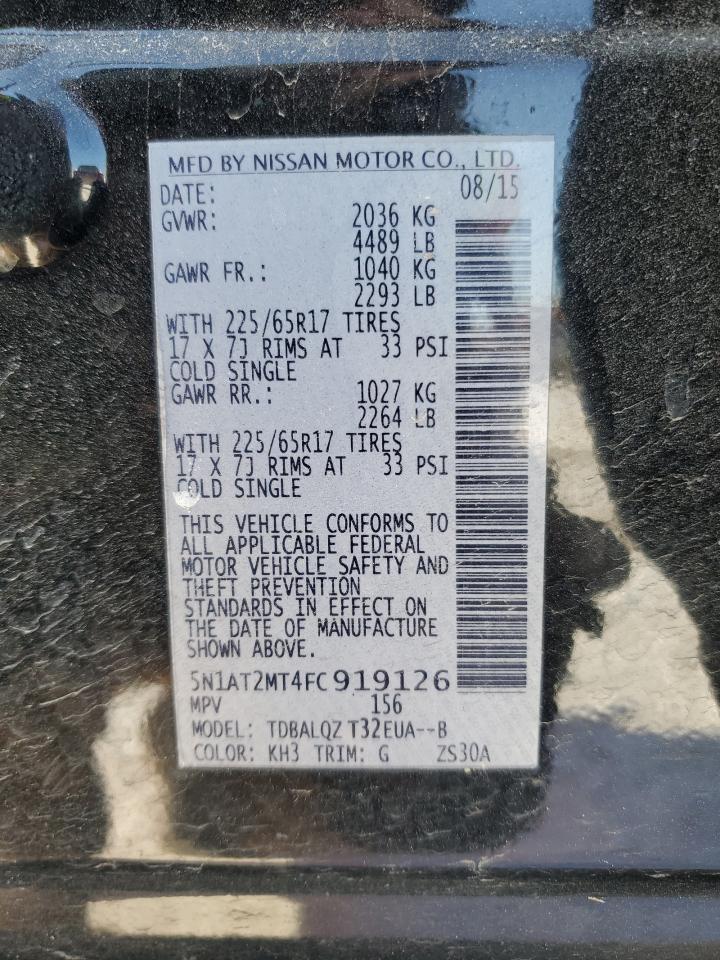 MFD BY NISSAN MOTOR CO., LTD.
DATE: 08/15
GVWR: 2036 KG
4489 LB
GAWR FR.: 1040 KG
2293 LB
WITH 225/65R17 TIRES
17 X 7J RIMS AT 33 PSI
COLD SINGLE
GAWR RR.: 1027 KG
2264 LB
WITH 225/65R17 TIRES
17 X 7J RIMS AT 33 PSI
COLD SINGLE
THIS VEHICLE CONFORMS TO
ALL APPLICABLE FEDERAL
MOTOR VEHICLE SAFETY AND
THEFT PREVENTION
STANDARDS IN EFFECT ON
THE DATE OF MANUFACTURE
SHOWN ABOVE.
5N1AT2MT4FC919126
MPV 156
MODEL: TDBALQZ T32EUA--B
COLOR: KH3 TRIM: G ZS30A